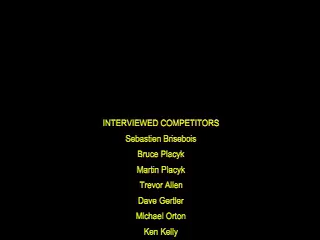 INTERVIEWED COMPETITORS
Sebastien Brisebois
Bruce Placyk
Martin Placyk
Trevor Allen
Dave Gertler
Michael Orton
Ken Kelly